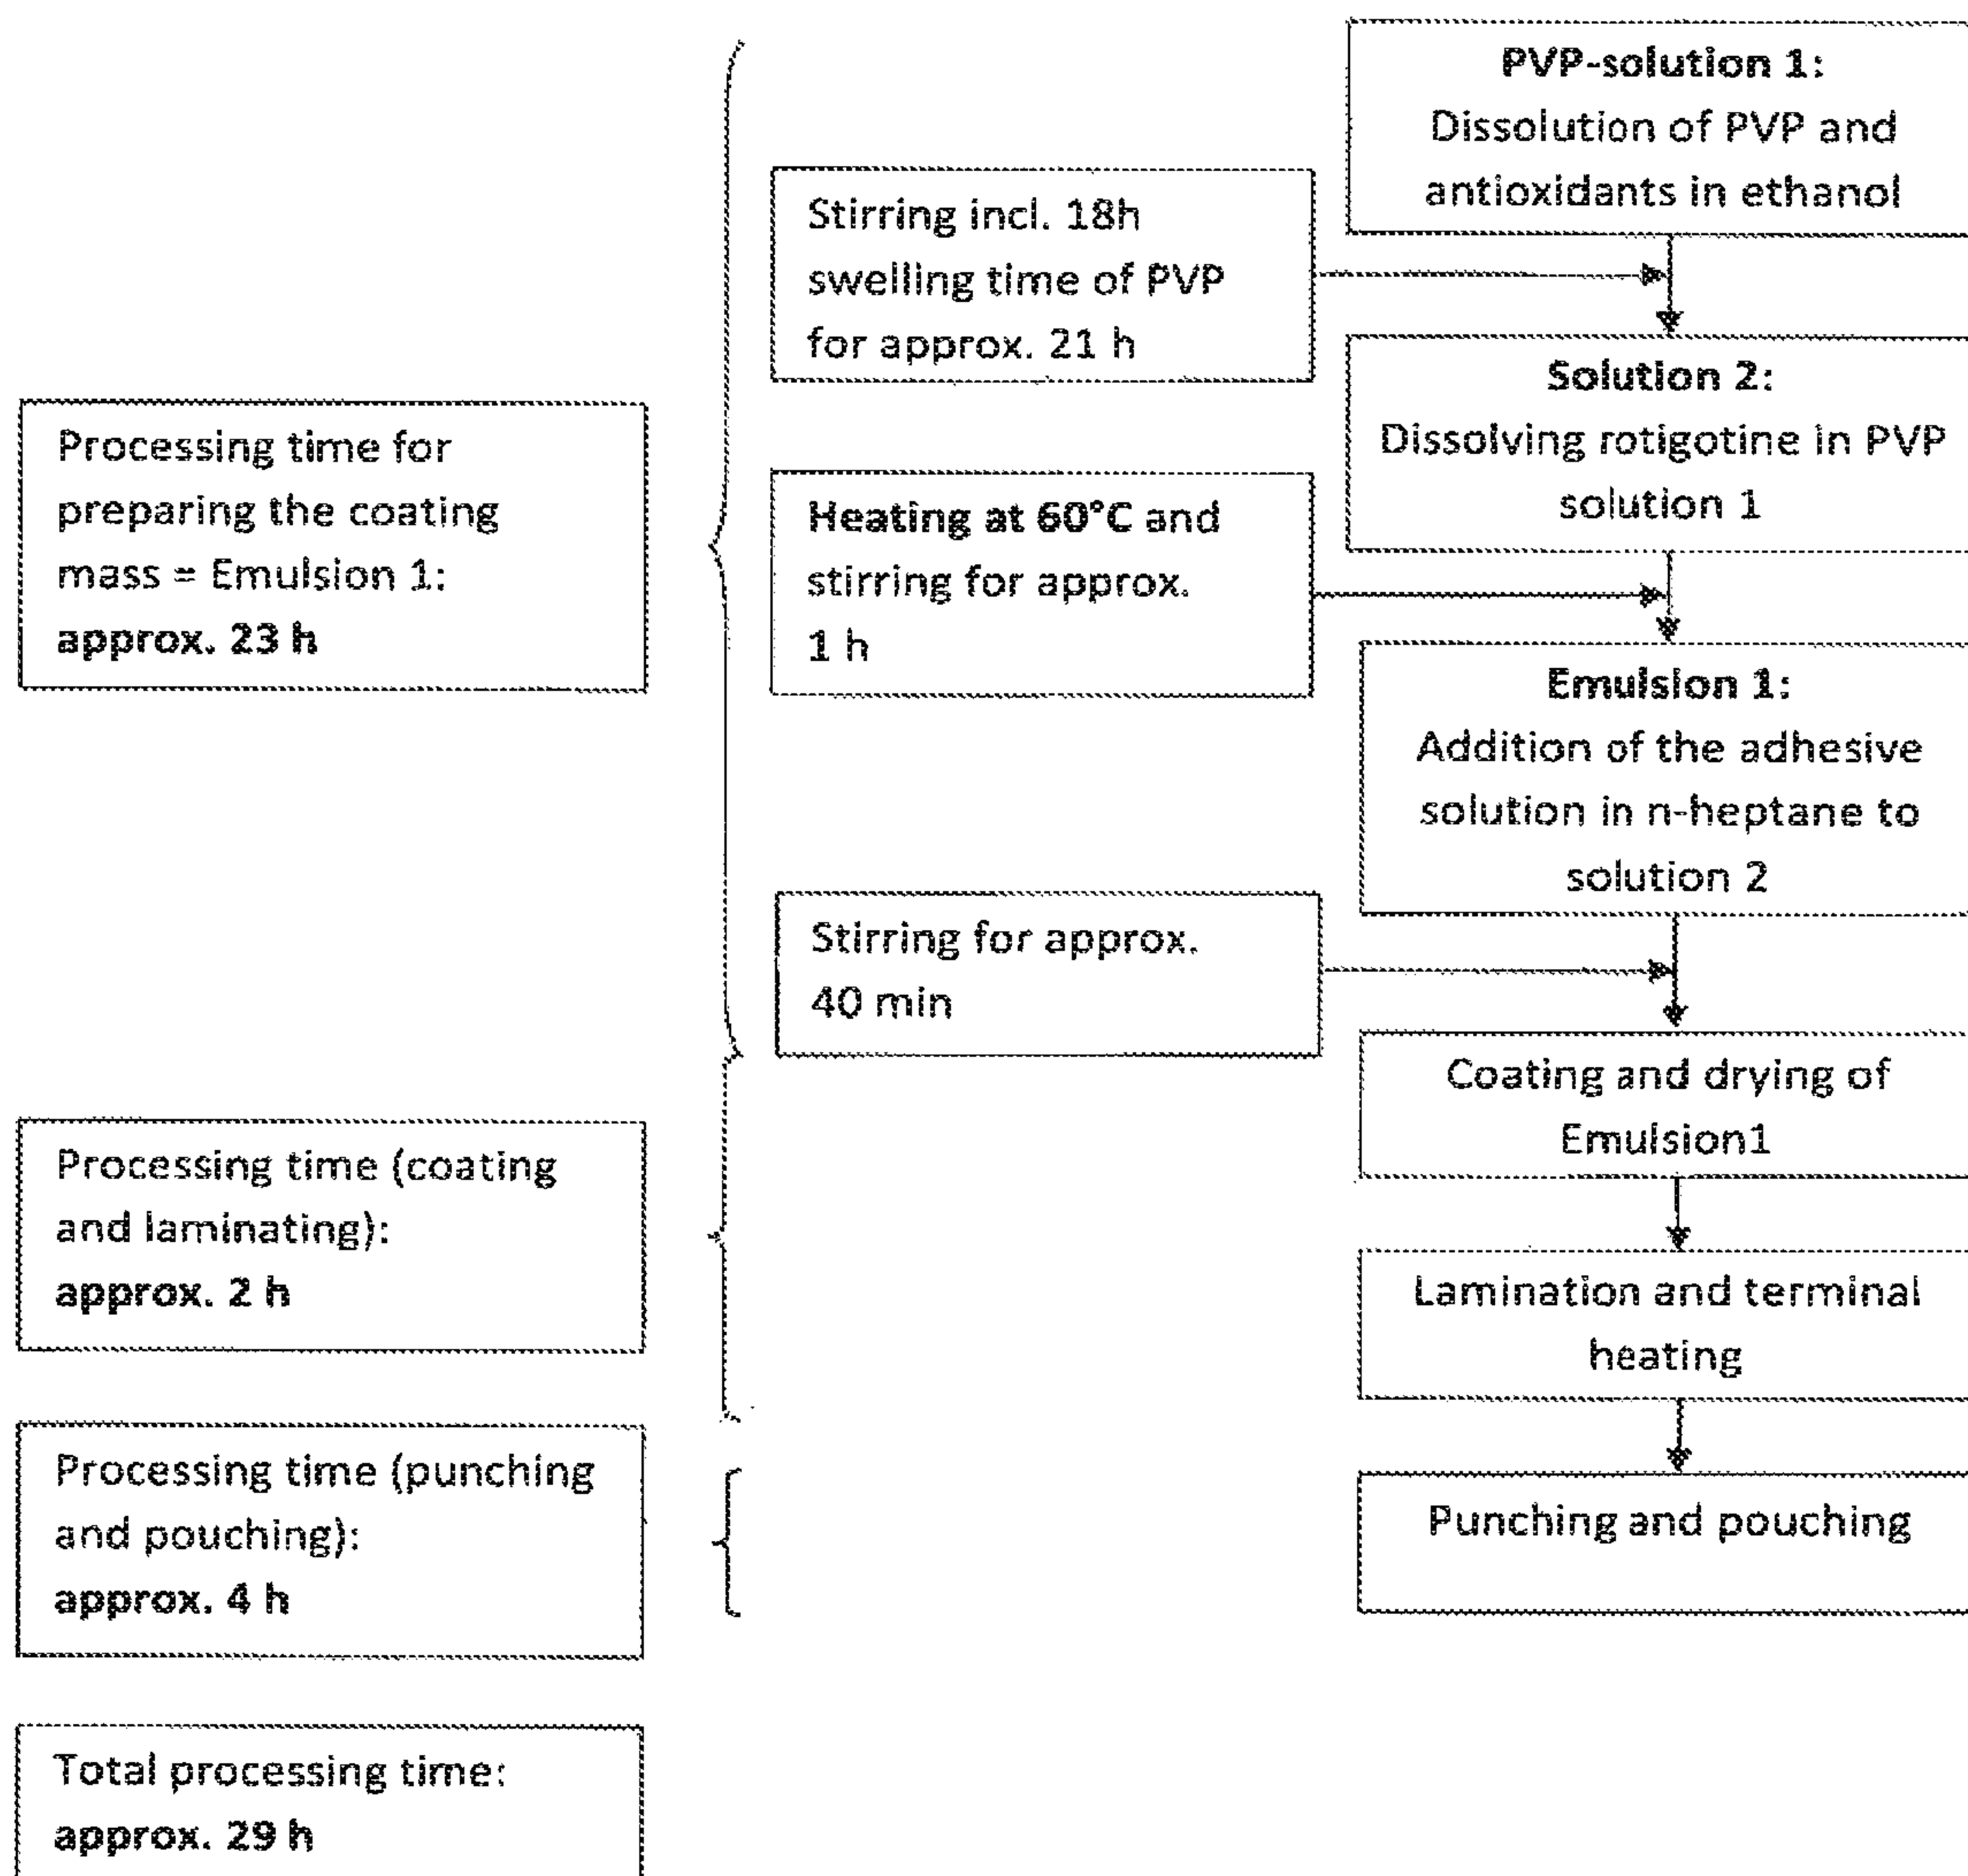 PVP-solution 1:
Dissolution of PVP and
antioxidants in ethanol
Stirring incl. 18h
swelling time of PVP
for approx. 21 h
Solution 2:
Dissolving rotigotine in PVP
solution 1
Processing time for
preparing the coating
mass = Emulsion 1:
approx. 23 h
Heating at 60°C and
stirring for approx.
1 h
Emulsion 1:
Addition of the adhesive
solution in n-heptane to
solution 2
Stirring for approx.
40 min
Coating and drying of
Emulsion1
Processing time (coating
and laminating):
approx. 2 h
Lamination and terminal
heating
Processing time (punching
and pouching):
approx. 4 h
Punching and pouching
Total processing time:
approx. 29 h